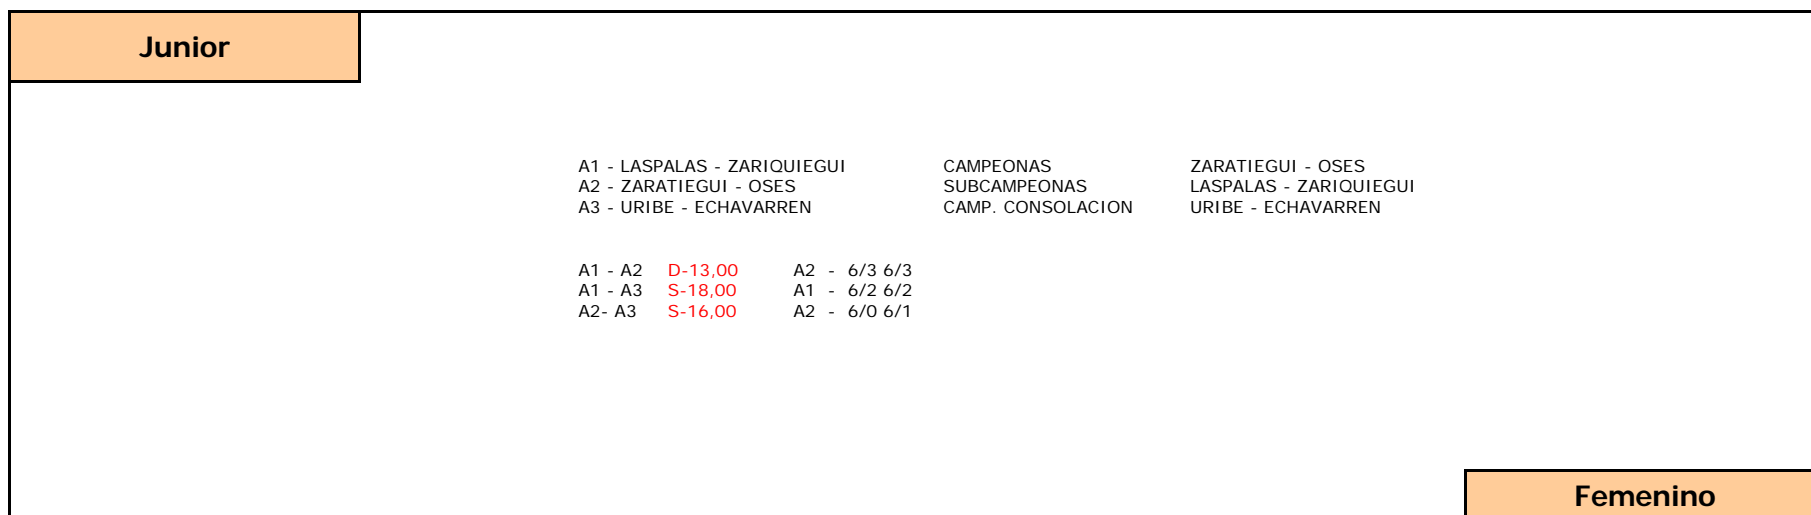 Junior
A1 - LASPALAS - ZARIQUIEGUI CAMPEONAS ZARATIEGUI - OSES
A2 - ZARATIEGUI - OSES SUBCAMPEONAS LASPALAS - ZARIQUIEGUI
A3 - URIBE - ECHAVARREN CAMP. CONSOLACION URIBE - ECHAVARREN
A1 - A2 D-13,00 A2 - 6/3 6/3
A1 - A3 S-18,00 A1 - 6/2 6/2
A2- A3 S-16,00 A2 - 6/0 6/1
Femenino